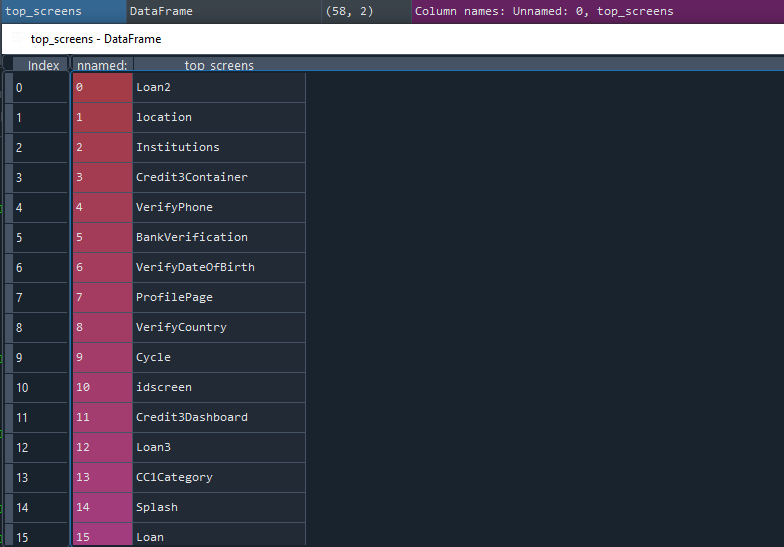 top_screens DataFrame (58, 2) Column names: Unnamed: 0, top_screens
top_screens - DataFrame
Index nnamed: top_screens
0 0 Loan2
1 1 location
2 2 Institutions
3 3 Credit3Container
4 4 VerifyPhone
5 5 BankVerification
6 6 VerifyDateOfBirth
7 7 ProfilePage
8 8 VerifyCountry
9 9 Cycle
10 10 idscreen
11 11 Credit3Dashboard
12 12 Loan3
13 13 CC1Category
14 14 Splash
15 15 Loan